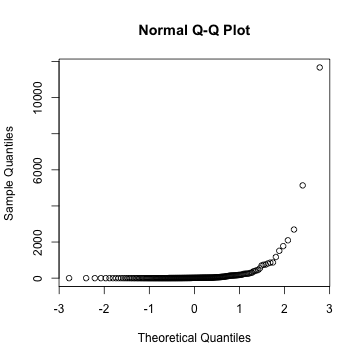 Normal Q-Q Plot
Sample Quantiles
10000
6000
2000
0
-3 -2 -1 0 1 2 3
Theoretical Quantiles